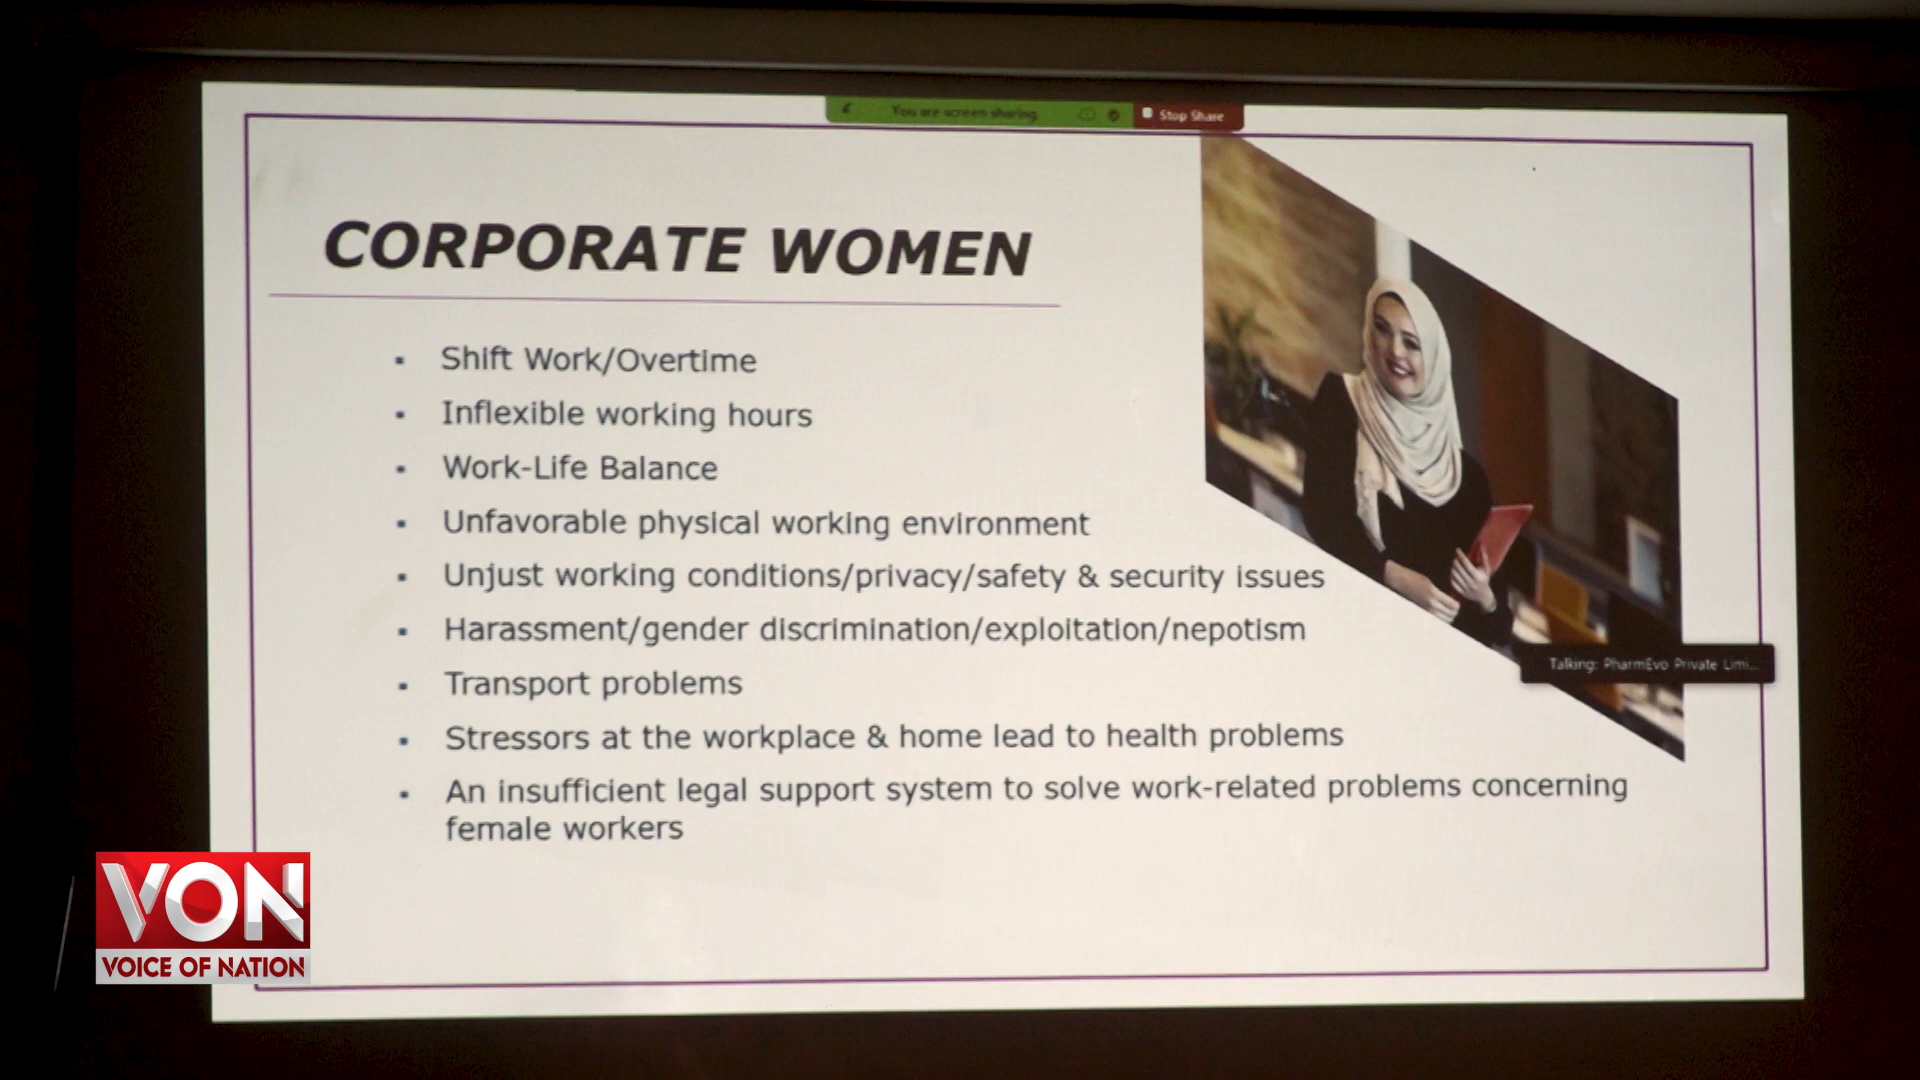 You are screen sharing
Stop Share
CORPORATE WOMEN
Shift Work/Overtime
Inflexible working hours
Work-Life Balance
Unfavorable physical working environment
Unjust working conditions/privacy/safety & security issues
Harassment/gender discrimination/exploitation/nepotism
Transport problems
Talking: PharmEvo Private Limi...
Stressors at the workplace & home lead to health problems
An insufficient legal support system to solve work-related problems concerning
female workers
VON
VOICE OF NATION